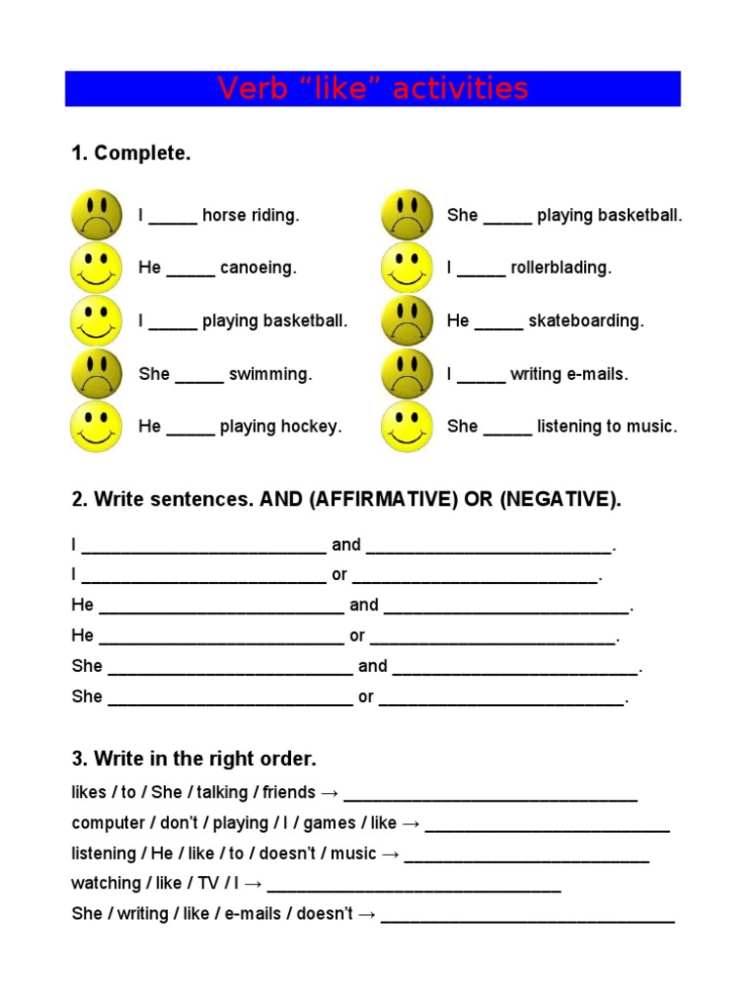 Verb “like” activities
1. Complete.
I _____ horse riding.
She _____ playing basketball.
He _____ canoeing.
I _____ rollerblading.
I _____ playing basketball.
He _____ skateboarding.
She _____ swimming.
I _____ writing e-mails.
He _____ playing hockey.
She _____ listening to music.
2. Write sentences. AND (AFFIRMATIVE) OR (NEGATIVE).
I _________________________ and _________________________.
I _________________________ or _________________________.
He _________________________ and _________________________.
He _________________________ or _________________________.
She _________________________ and _________________________.
She _________________________ or _________________________.
3. Write in the right order.
likes / to / She / talking / friends → ______________________________
computer / don’t / playing / I / games / like → _________________________
listening / He / like / to / doesn’t / music → _________________________
watching / like / TV / I → ______________________________
She / writing / like / e-mails / doesn’t → ______________________________